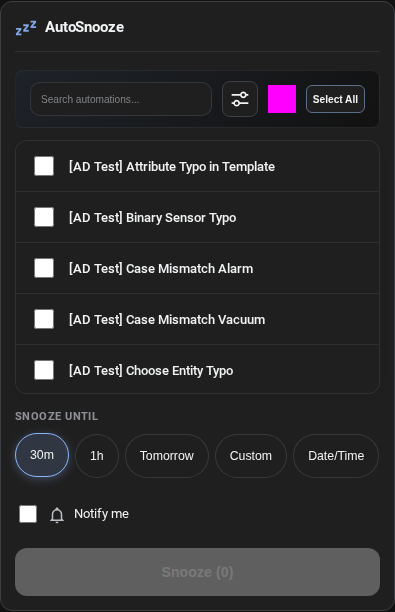 zzz AutoSnooze
Search automations...
Select All
[AD Test] Attribute Typo in Template
[AD Test] Binary Sensor Typo
[AD Test] Case Mismatch Alarm
[AD Test] Case Mismatch Vacuum
[AD Test] Choose Entity Typo
SNOOZE UNTIL
30m 1h Tomorrow Custom Date/Time
Notify me
Snooze (0)